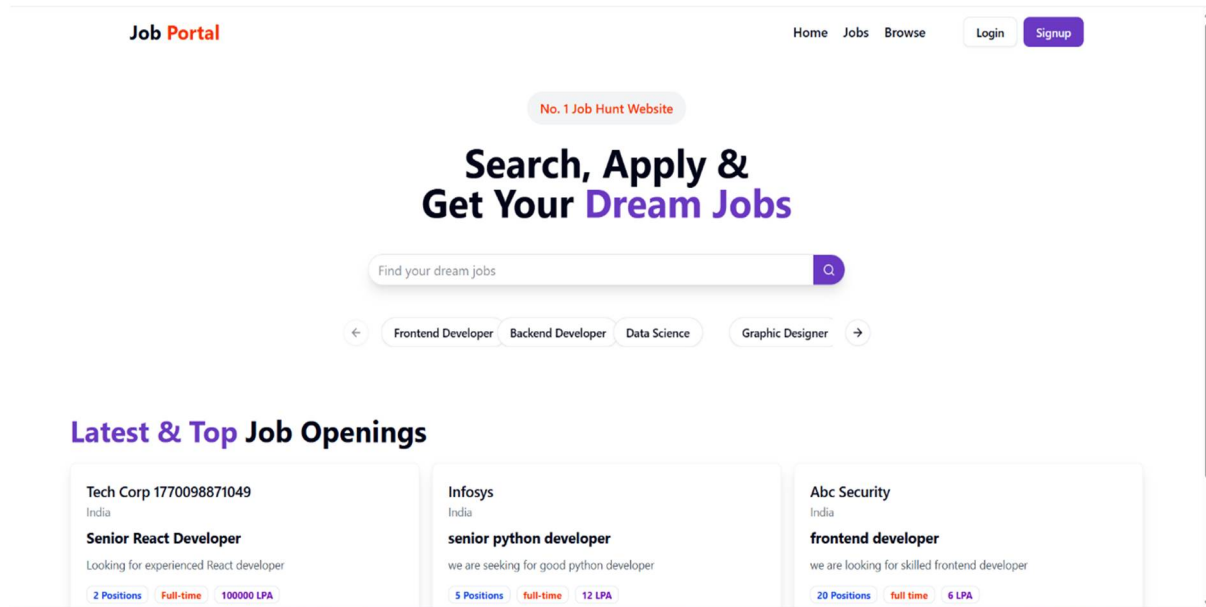 Job Portal Home Jobs Browse Login Signup
No. 1 Job Hunt Website
Search, Apply &
Get Your Dream Jobs
Find your dream jobs
Frontend Developer Backend Developer Data Science Graphic Designer
Latest & Top Job Openings
Tech Corp 1770098871049
India
Senior React Developer
Looking for experienced React developer
2 Positions Full-time 100000 LPA
Infosys
India
senior python developer
we are seeking for good python developer
5 Positions full-time 12 LPA
Abc Security
India
frontend developer
we are looking for skilled frontend developer
20 Positions full time 6 LPA